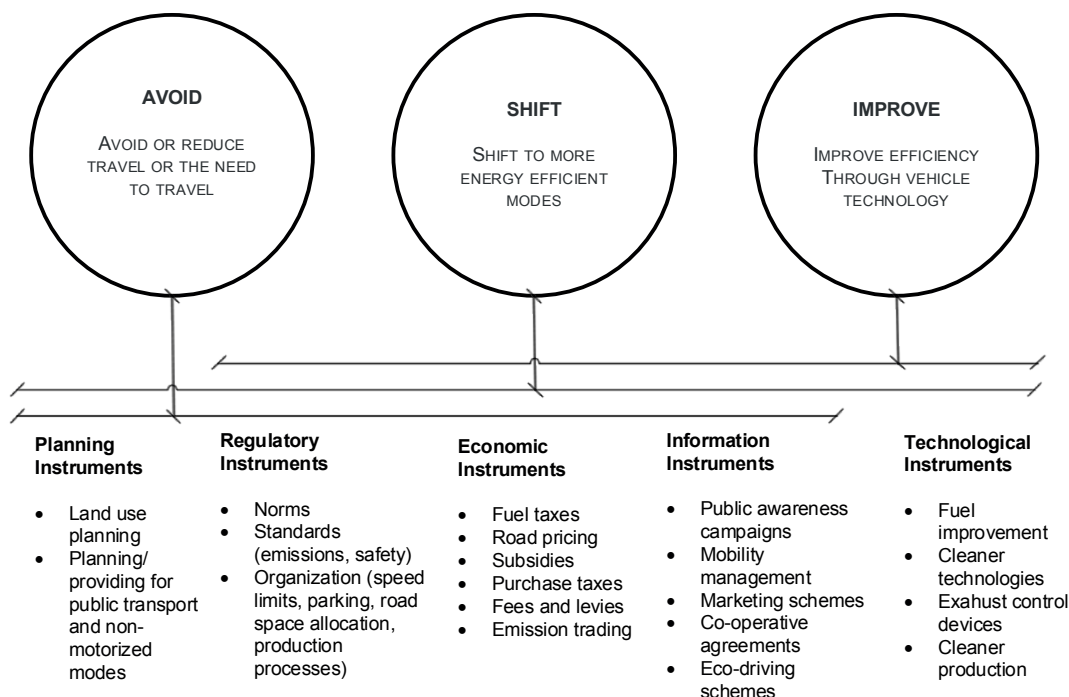 AVOID
AVOID OR REDUCE
TRAVEL OR THE NEED
TO TRAVEL
SHIFT
SHIFT TO MORE
ENERGY EFFICIENT
MODES
IMPROVE
IMPROVE EFFICIENCY
THROUGH VEHICLE
TECHNOLOGY
Planning
Instruments
• Land use
planning
• Planning/
providing for
public transport
and non-
motorized
modes
Regulatory
Instruments
• Norms
• Standards
(emissions, safety)
• Organization (speed
limits, parking, road
space allocation,
production
processes)
Economic
Instruments
• Fuel taxes
• Road pricing
• Subsidies
• Purchase taxes
• Fees and levies
• Emission trading
Information
Instruments
• Public awareness
campaigns
• Mobility
management
• Marketing schemes
• Co-operative
agreements
• Eco-driving
schemes
Technological
Instruments
• Fuel
improvement
• Cleaner
technologies
• Exahust control
devices
• Cleaner
production